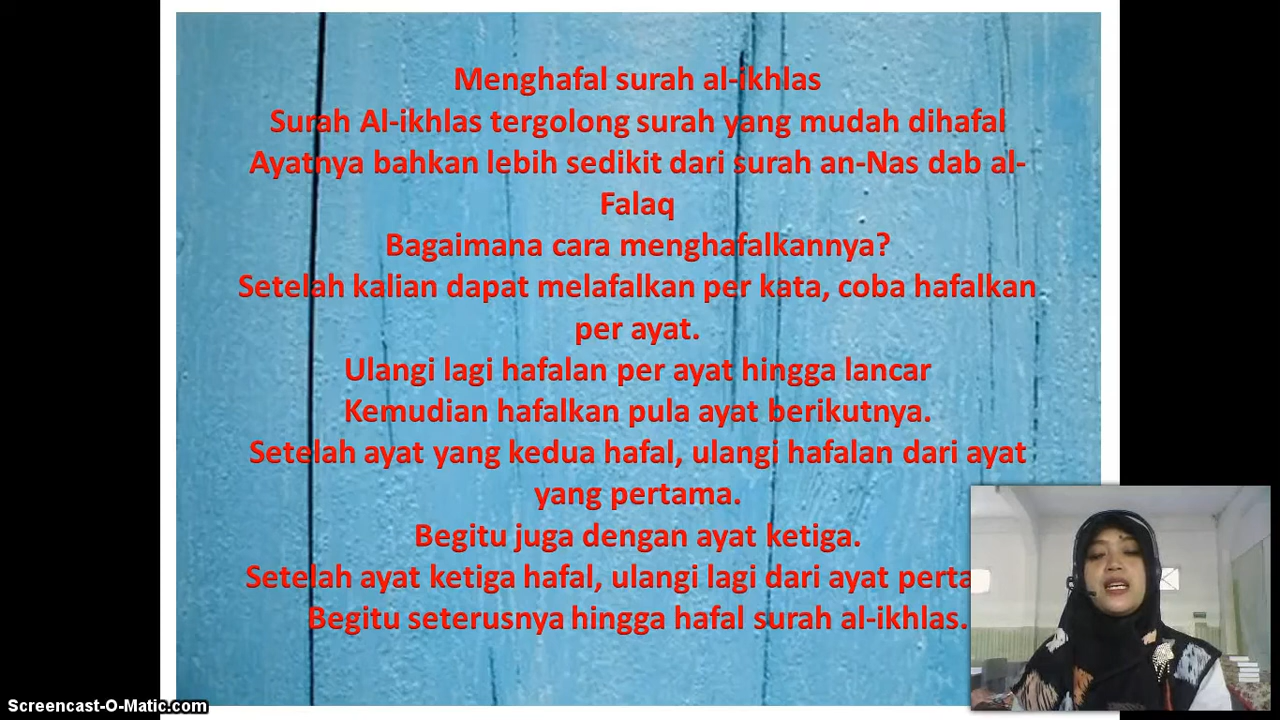 Menghafal surah al-ikhlas
Surah Al-ikhlas tergolong surah yang mudah dihafal
Ayatnya bahkan lebih sedikit dari surah an-Nas dab al-
Falaq
Bagaimana cara menghafalkannya?
Setelah kalian dapat melafalkan per kata, coba hafalkan
per ayat.
Ulangi lagi hafalan per ayat hingga lancar
Kemudian hafalkan pula ayat berikutnya.
Setelah ayat yang kedua hafal, ulangi hafalan dari ayat
yang pertama.
Begitu juga dengan ayat ketiga.
Setelah ayat ketiga hafal, ulangi lagi dari ayat perta
Begitu seterusnya hingga hafal surah al-ikhlas.
Screencast-O-Matic.com